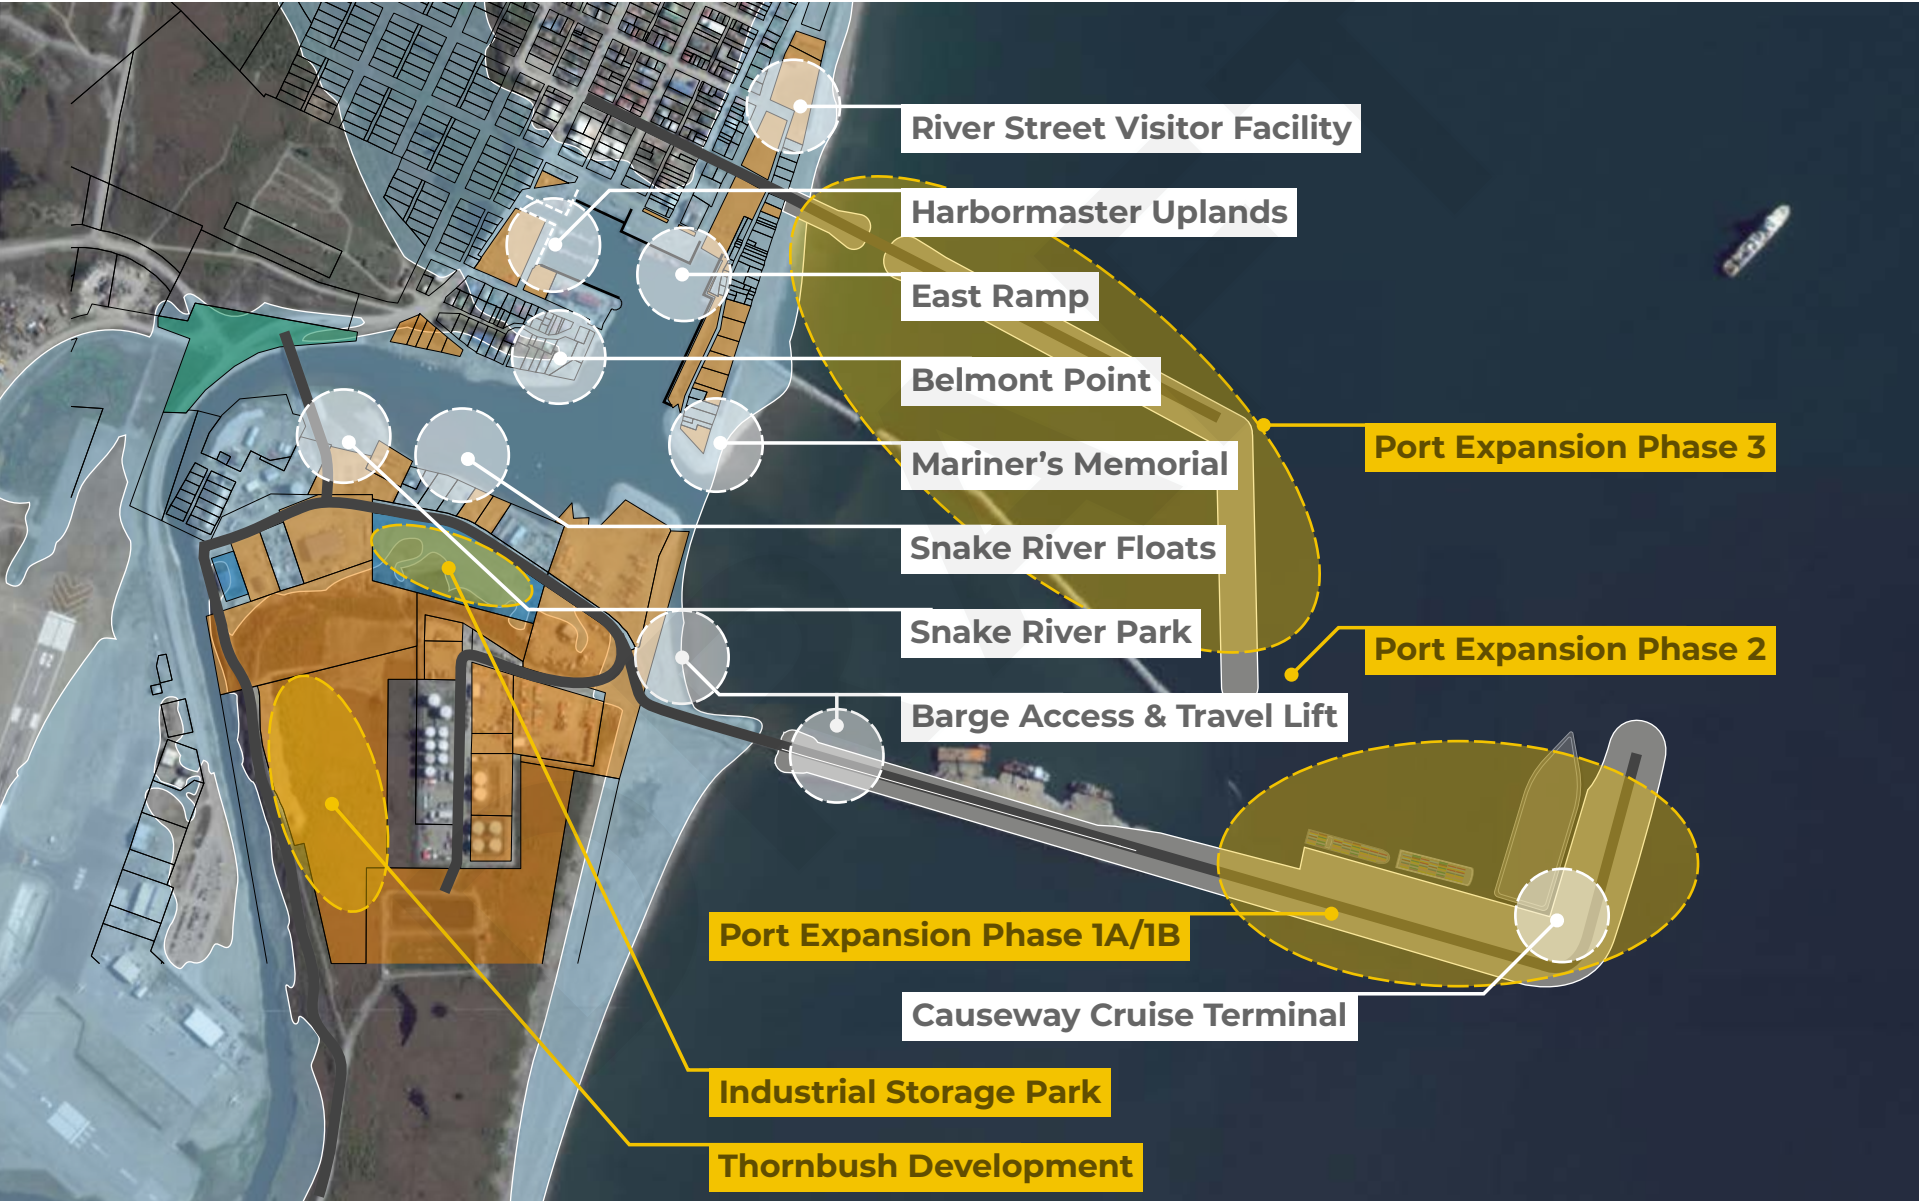 River Street Visitor Facility
Harbormaster Uplands
East Ramp
Belmont Point
Port Expansion Phase 3
Mariner’s Memorial
Snake River Floats
Snake River Park
Port Expansion Phase 2
Barge Access & Travel Lift
Port Expansion Phase 1A/1B
Causeway Cruise Terminal
Industrial Storage Park
Thornbush Development